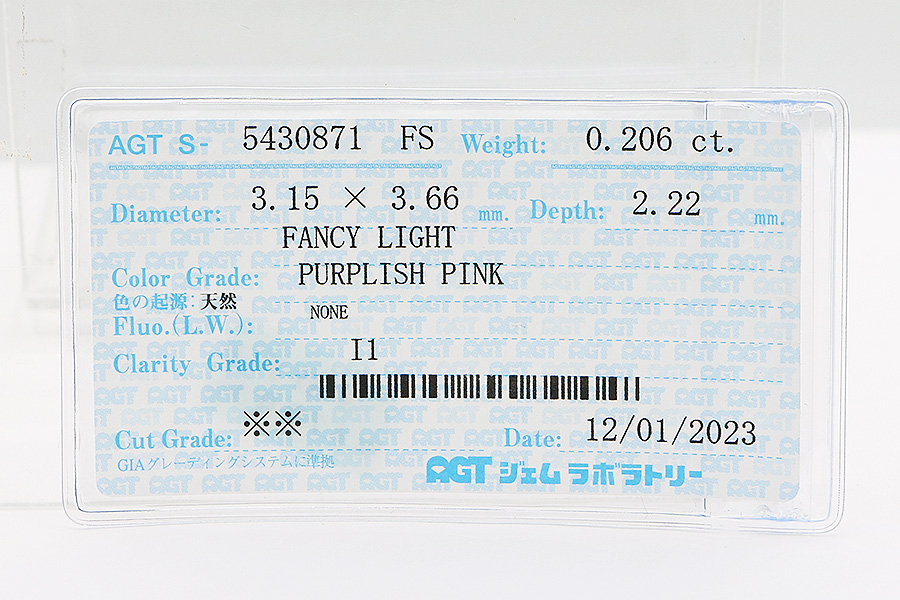 AGT S- 5430871 FS Weight: 0.206 ct.
Diameter: 3.15 × 3.66 mm. Depth: 2.22 mm.
FANCY LIGHT
Color Grade: PURPLISH PINK
色の起源: 天然
Fluo.(L.W.): NONE
Clarity Grade: I1
Cut Grade: ※※ Date: 12/01/2023
GIAグレーディングシステムに準拠
AGT ジェム ラボラトリー